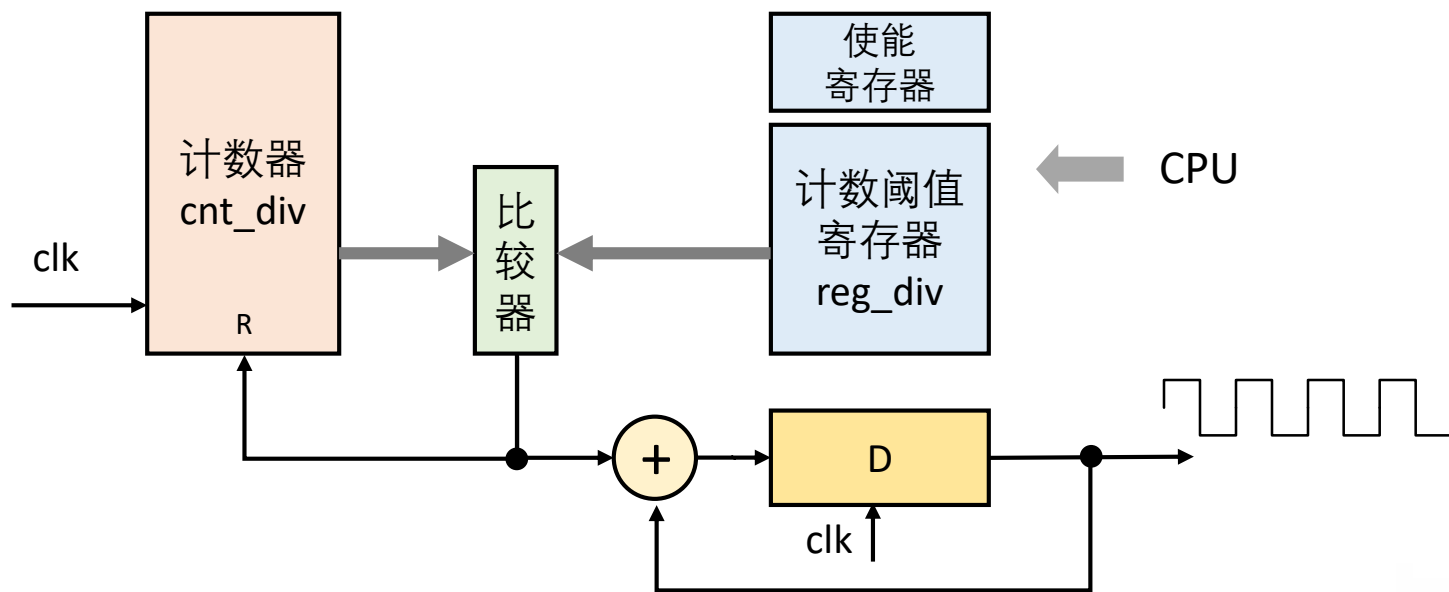 使能
寄存器
计数器
cnt_div
计数阈值
寄存器
reg_div
CPU
比
较
器
clk
R
+
D
clk